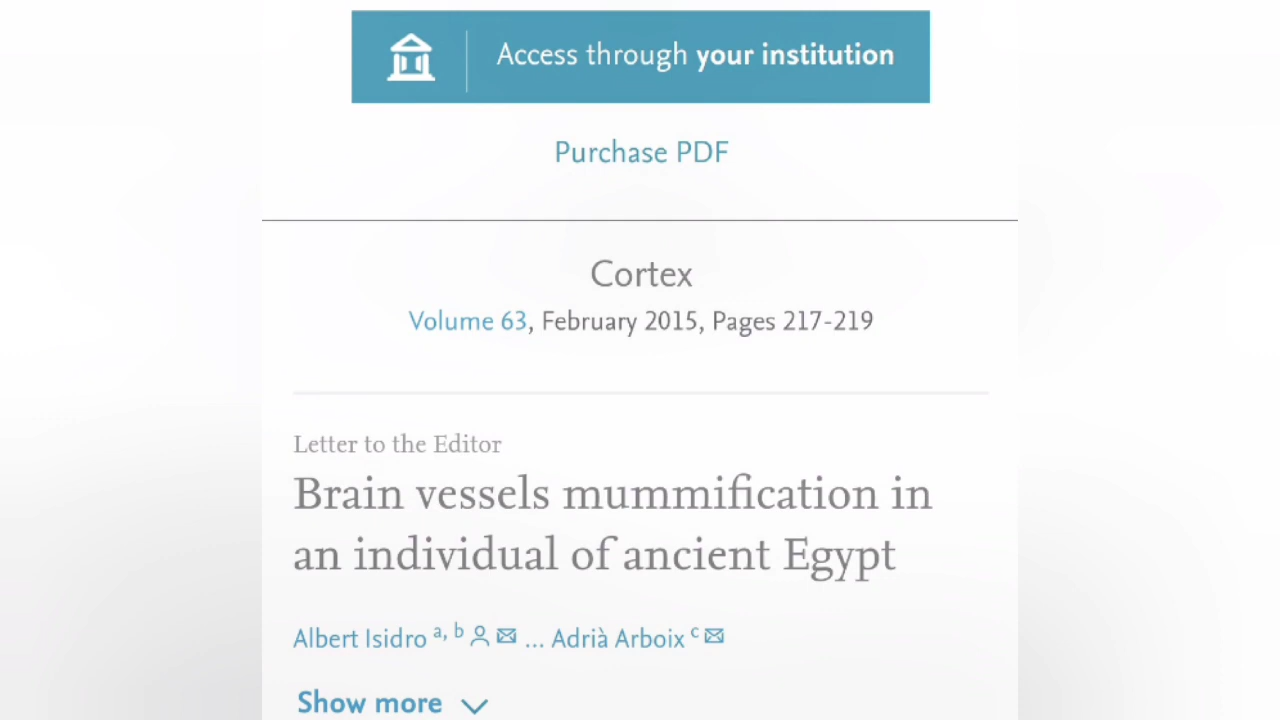 Access through your institution
Purchase PDF
Cortex
Volume 63, February 2015, Pages 217-219
Letter to the Editor
Brain vessels mummification in
an individual of ancient Egypt
Albert Isidro a, b ... Adrià Arboix c
Show more